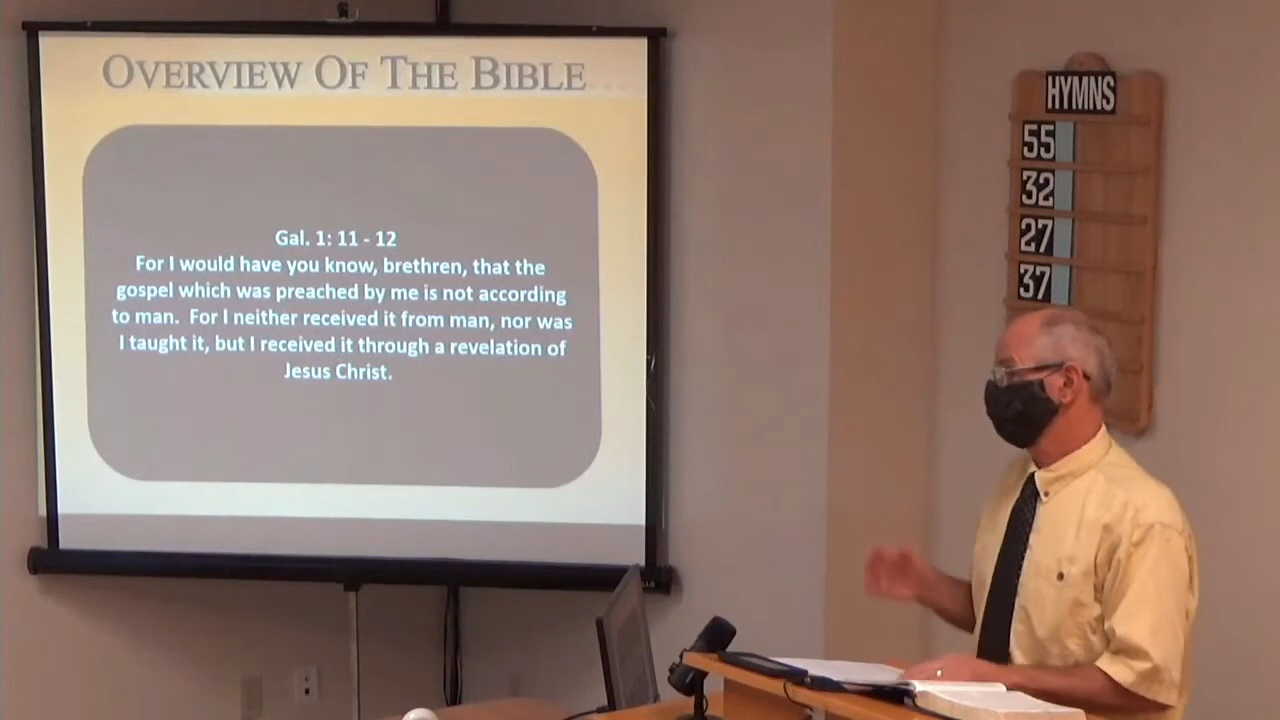 OVERVIEW OF THE BIBLE....
Gal. 1: 11 - 12
For I would have you know, brethren, that the
gospel which was preached by me is not according
to man.  For I neither received it from man, nor was
I taught it, but I received it through a revelation of
Jesus Christ.
HYMNS
55
32
27
37